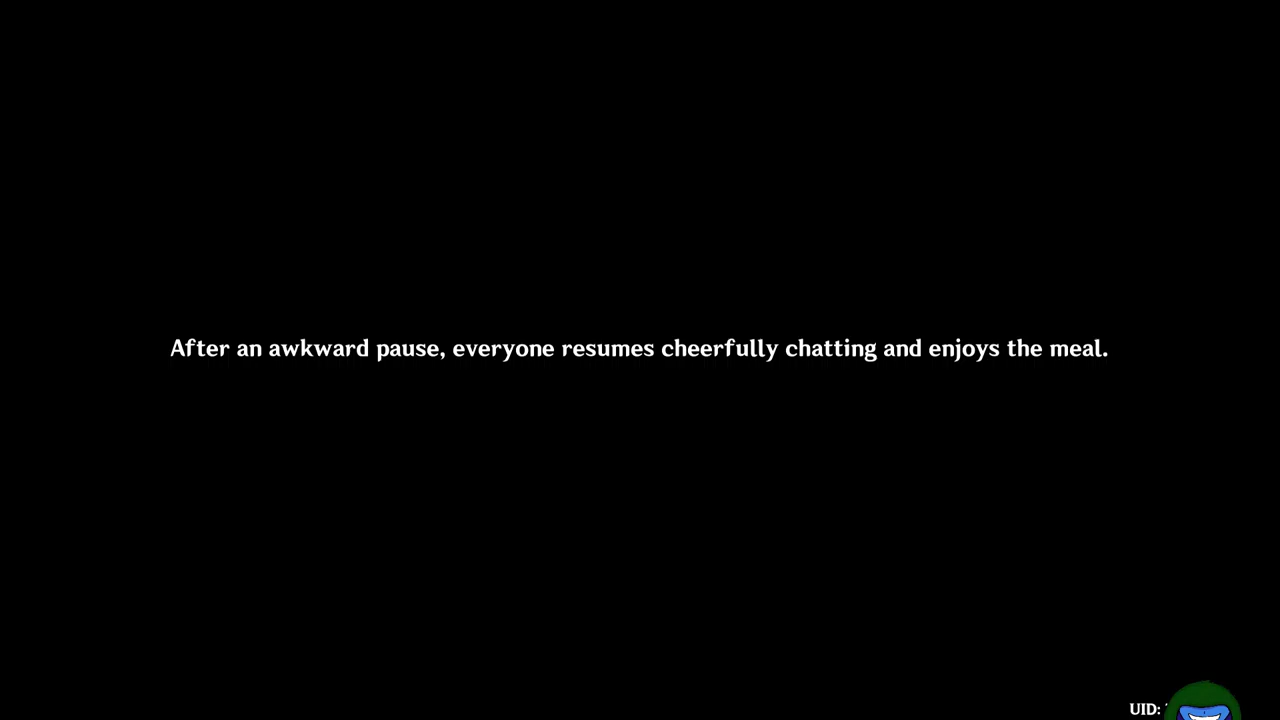 After an awkward pause, everyone resumes cheerfully chatting and enjoys the meal.
UID: